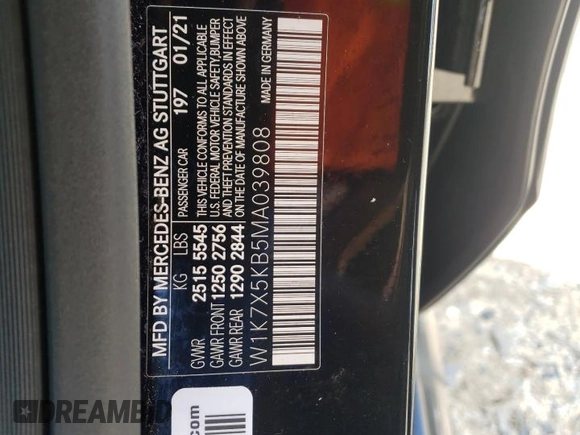 MFD BY MERCEDES-BENZ AG STUTTGART
KG LBS PASSENGER CAR 197 01/21
GVWR 2515 5545 THIS VEHICLE CONFORMS TO ALL APPLICABLE
GAWR FRONT 1250 2756 U.S. FEDERAL MOTOR VEHICLE SAFETY, BUMPER
GAWR REAR 1290 2844 AND THEFT PREVENTION STANDARDS IN EFFECT
ON THE DATE OF MANUFACTURE SHOWN ABOVE
W1K7X5KB5MA039808 MADE IN GERMANY
s.com
DREAMBID